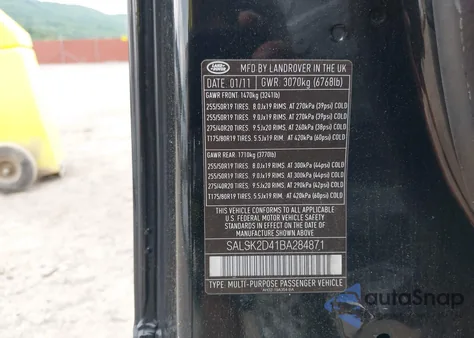 LAND ROVER
MFD BY LANDROVER IN THE UK
DATE 01/11 GWR: 3070kg (6768lb)
GAWR FRONT: 1470kg (3241lb)
255/50R19 TIRES: 8.0Jx19 RIMS, AT 270kPa (39psi) COLD
255/50R19 TIRES: 9.0Jx19 RIMS, AT 270kPa (39psi) COLD
275/40R20 TIRES: 9.5Jx20 RIMS, AT 260kPa (38psi) COLD
T175/80R19 TIRES: 5.5Jx19 RIM, AT 420kPa (60psi) COLD
GAWR REAR: 1710kg (3770lb)
255/50R19 TIRES: 8.0Jx19 RIMS, AT 300kPa (44psi) COLD
255/50R19 TIRES: 9.0Jx19 RIMS, AT 300kPa (44psi) COLD
275/40R20 TIRES: 9.5Jx20 RIMS, AT 290kPa (42psi) COLD
T175/80R19 TIRES: 5.5Jx19 RIM, AT 420kPa (60psi) COLD
THIS VEHICLE CONFORMS TO ALL APPLICABLE
U.S. FEDERAL MOTOR VEHICLE SAFETY
STANDARDS IN EFFECT ON THE DATE OF
MANUFACTURE SHOWN ABOVE
SALSK2D41BA284871
TYPE: MULTI-PURPOSE PASSENGER VEHICLE
autoSnap